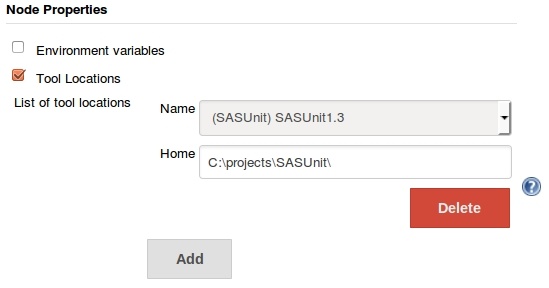 Node Properties
Environment variables
Tool Locations
List of tool locations
Name
(SASUnit) SASUnit1.3
Home
C:\projects\SASUnit\
?
Delete
Add